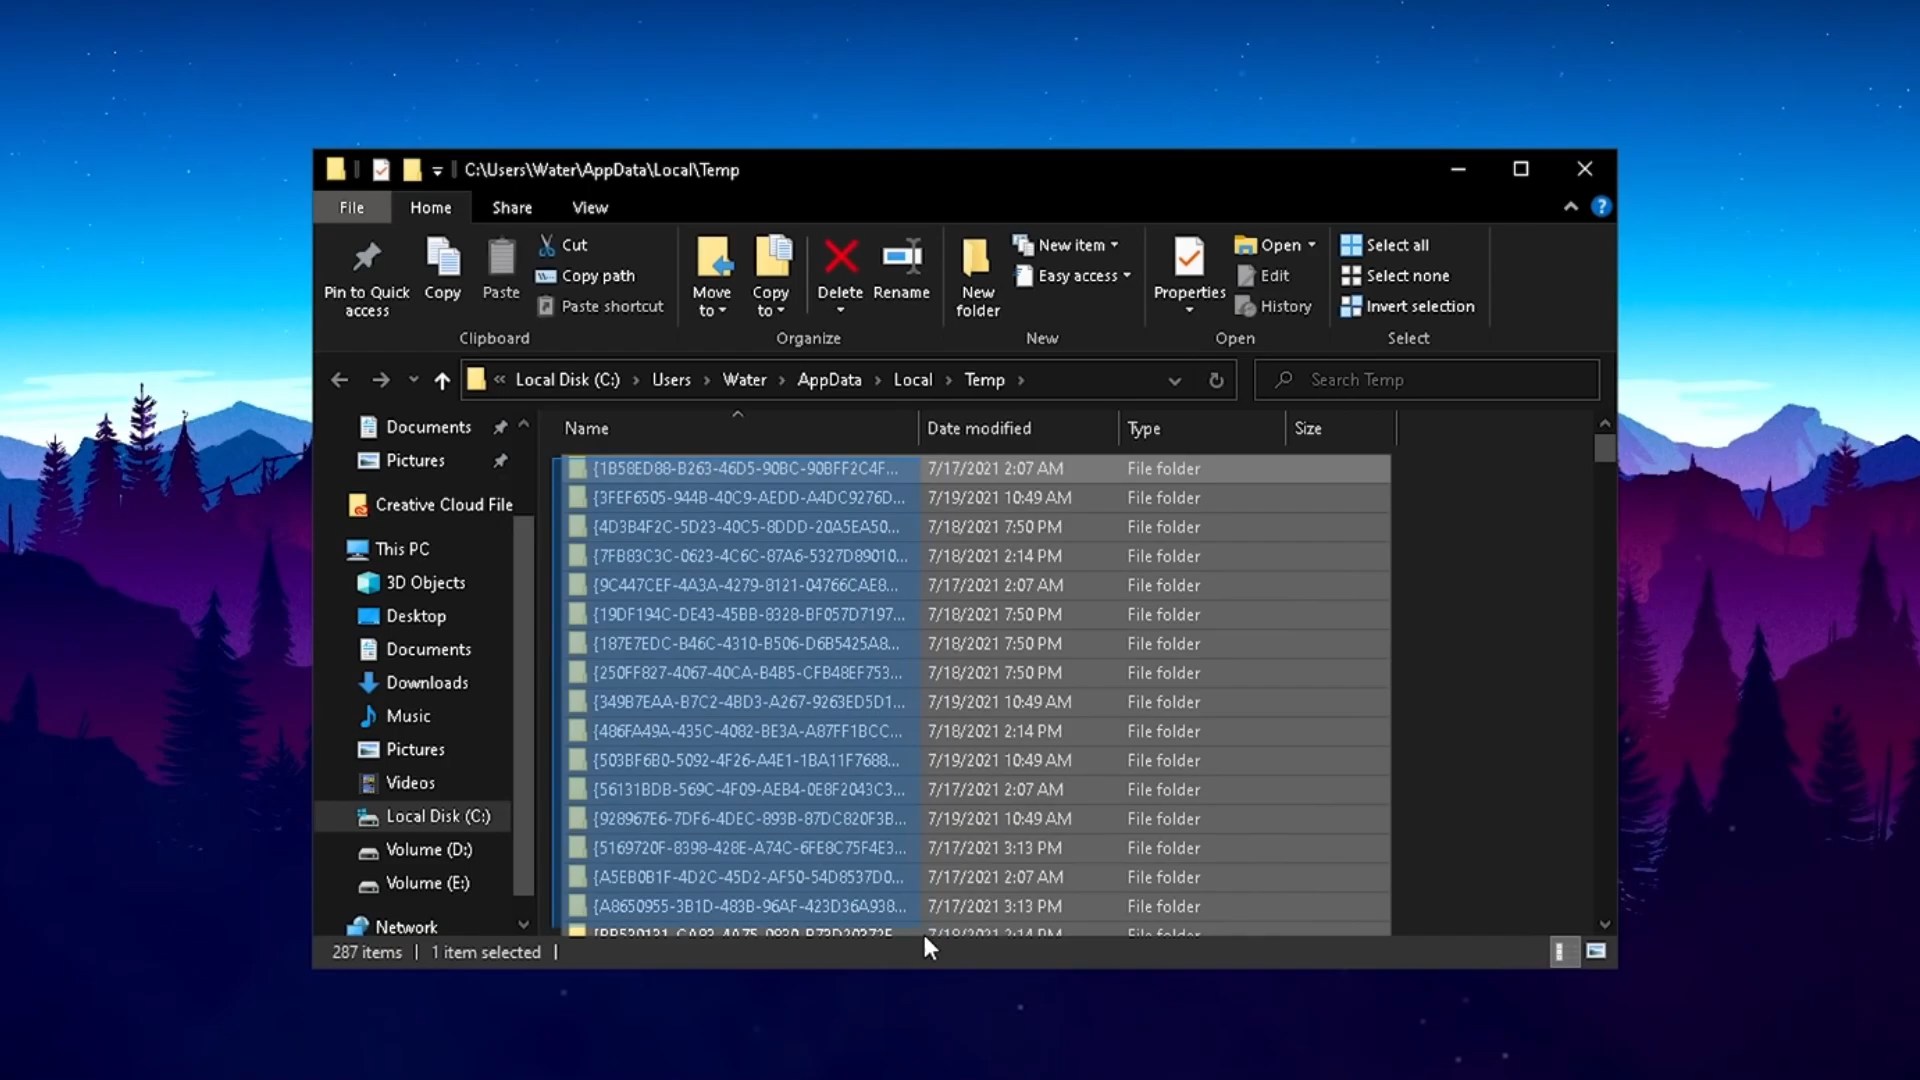 C:\Users\Water\AppData\Local\Temp
File Home Share View
Pin to Quick access
Copy
Paste
Cut
Copy path
Paste shortcut
Clipboard
Move to
Copy to
Delete
Rename
Organize
New folder
New item
Easy access
New
Properties
Open
Edit
History
Open
Select all
Select none
Invert selection
Select
« Local Disk (C:) › Users › Water › AppData › Local › Temp ›
Search Temp
Documents
Pictures
Creative Cloud File
This PC
3D Objects
Desktop
Documents
Downloads
Music
Pictures
Videos
Local Disk (C:)
Volume (D:)
Volume (E:)
Network
Name Date modified Type Size
{1B58ED88-B263-46D5-90BC-90BFF2C4F... 7/17/2021 2:07 AM File folder
{3FEF6505-944B-40C9-AEDD-A4DC9276D... 7/19/2021 10:49 AM File folder
{4D3B4F2C-5D23-40C5-8DDD-20A5EA50... 7/18/2021 7:50 PM File folder
{7FB83C3C-0623-4C6C-87A6-5327D89010... 7/18/2021 2:14 PM File folder
{9C447CEF-4A3A-4279-8121-04766CAE8... 7/17/2021 2:07 AM File folder
{19DF194C-DE43-45BB-8328-BF057D7197... 7/18/2021 7:50 PM File folder
{187E7EDC-B46C-4310-B506-D6B5425A8... 7/18/2021 7:50 PM File folder
{250FF827-4067-40CA-B4B5-CFB48EF753... 7/18/2021 7:50 PM File folder
{349B7EAA-B7C2-4BD3-A267-9263ED5D1... 7/19/2021 10:49 AM File folder
{486FA49A-435C-4082-BE3A-A87FF1BCC... 7/18/2021 2:14 PM File folder
{503BF6B0-5092-4F26-A4E1-1BA11F7688... 7/19/2021 10:49 AM File folder
{56131BDB-569C-4F09-AEB4-0E8F2043C3... 7/17/2021 2:07 AM File folder
{928967E6-7DF6-4DEC-893B-87DC820F3B... 7/19/2021 10:49 AM File folder
{5169720F-8398-428E-A74C-6FE8C75F4E3... 7/17/2021 3:13 PM File folder
{A5EB0B1F-4D2C-45D2-AF50-54D8537D0... 7/17/2021 2:07 AM File folder
{A8650955-3B1D-483B-96AF-423D36A938... 7/17/2021 3:13 PM File folder
7/18/2021 2:14 PM File folder
287 items 1 item selected